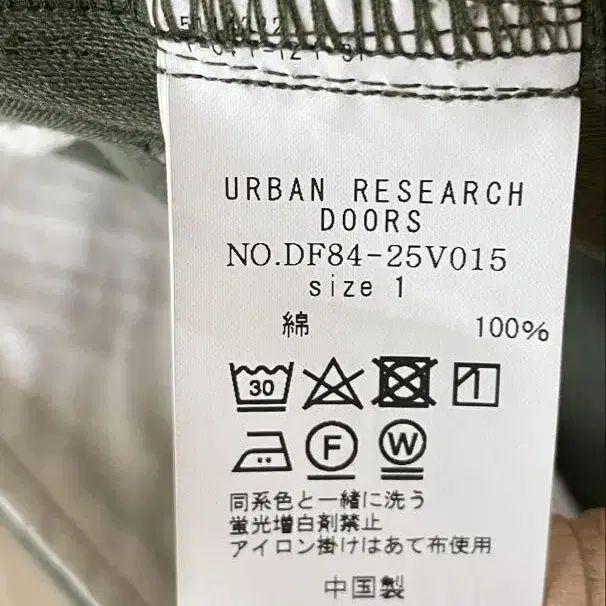 URBAN RESEARCH
DOORS
NO.DF84-25V015
size 1
綿 100%
30
F W
同系色と一緒に洗う
蛍光増白剤禁止
アイロン掛けはあて布使用
中国製